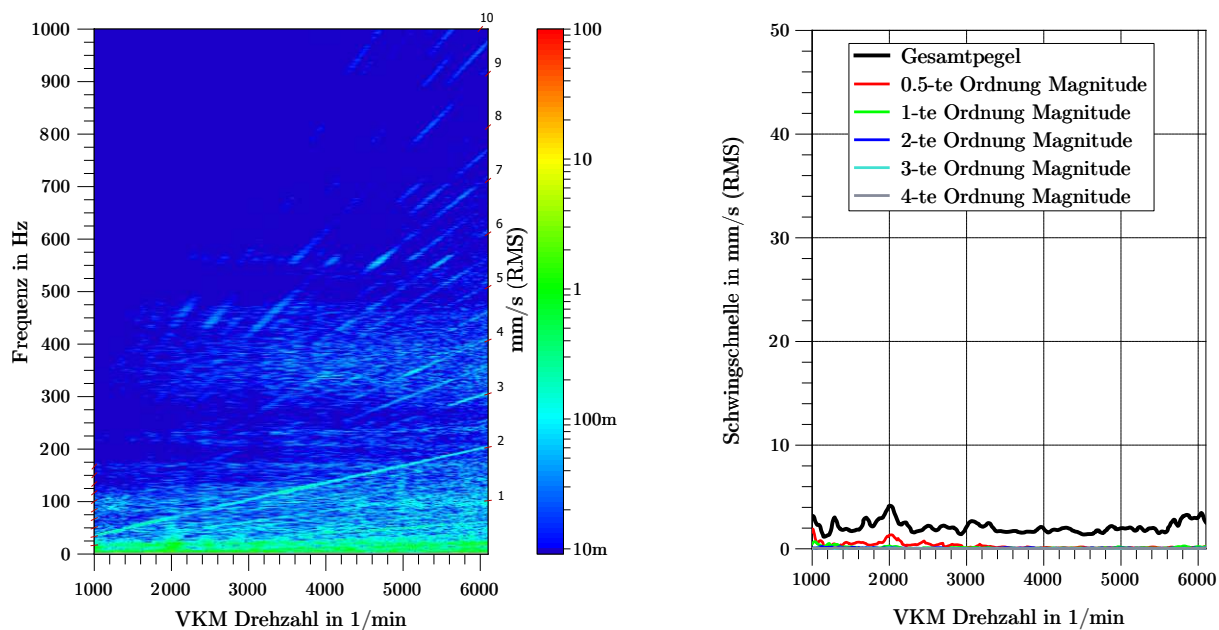 1000
900
800
700
600
500
400
300
200
100
0
Frequenz in Hz
1000 2000 3000 4000 5000 6000
VKM Drehzahl in 1/min
10
9
8
7
6
5
4
3
2
1
mm/s (RMS)
100
10
1
100m
10m
50
40
30
20
10
0
Schwingschnelle in mm/s (RMS)
Gesamtpegel
0.5-te Ordnung Magnitude
1-te Ordnung Magnitude
2-te Ordnung Magnitude
3-te Ordnung Magnitude
4-te Ordnung Magnitude
1000 2000 3000 4000 5000 6000
VKM Drehzahl in 1/min